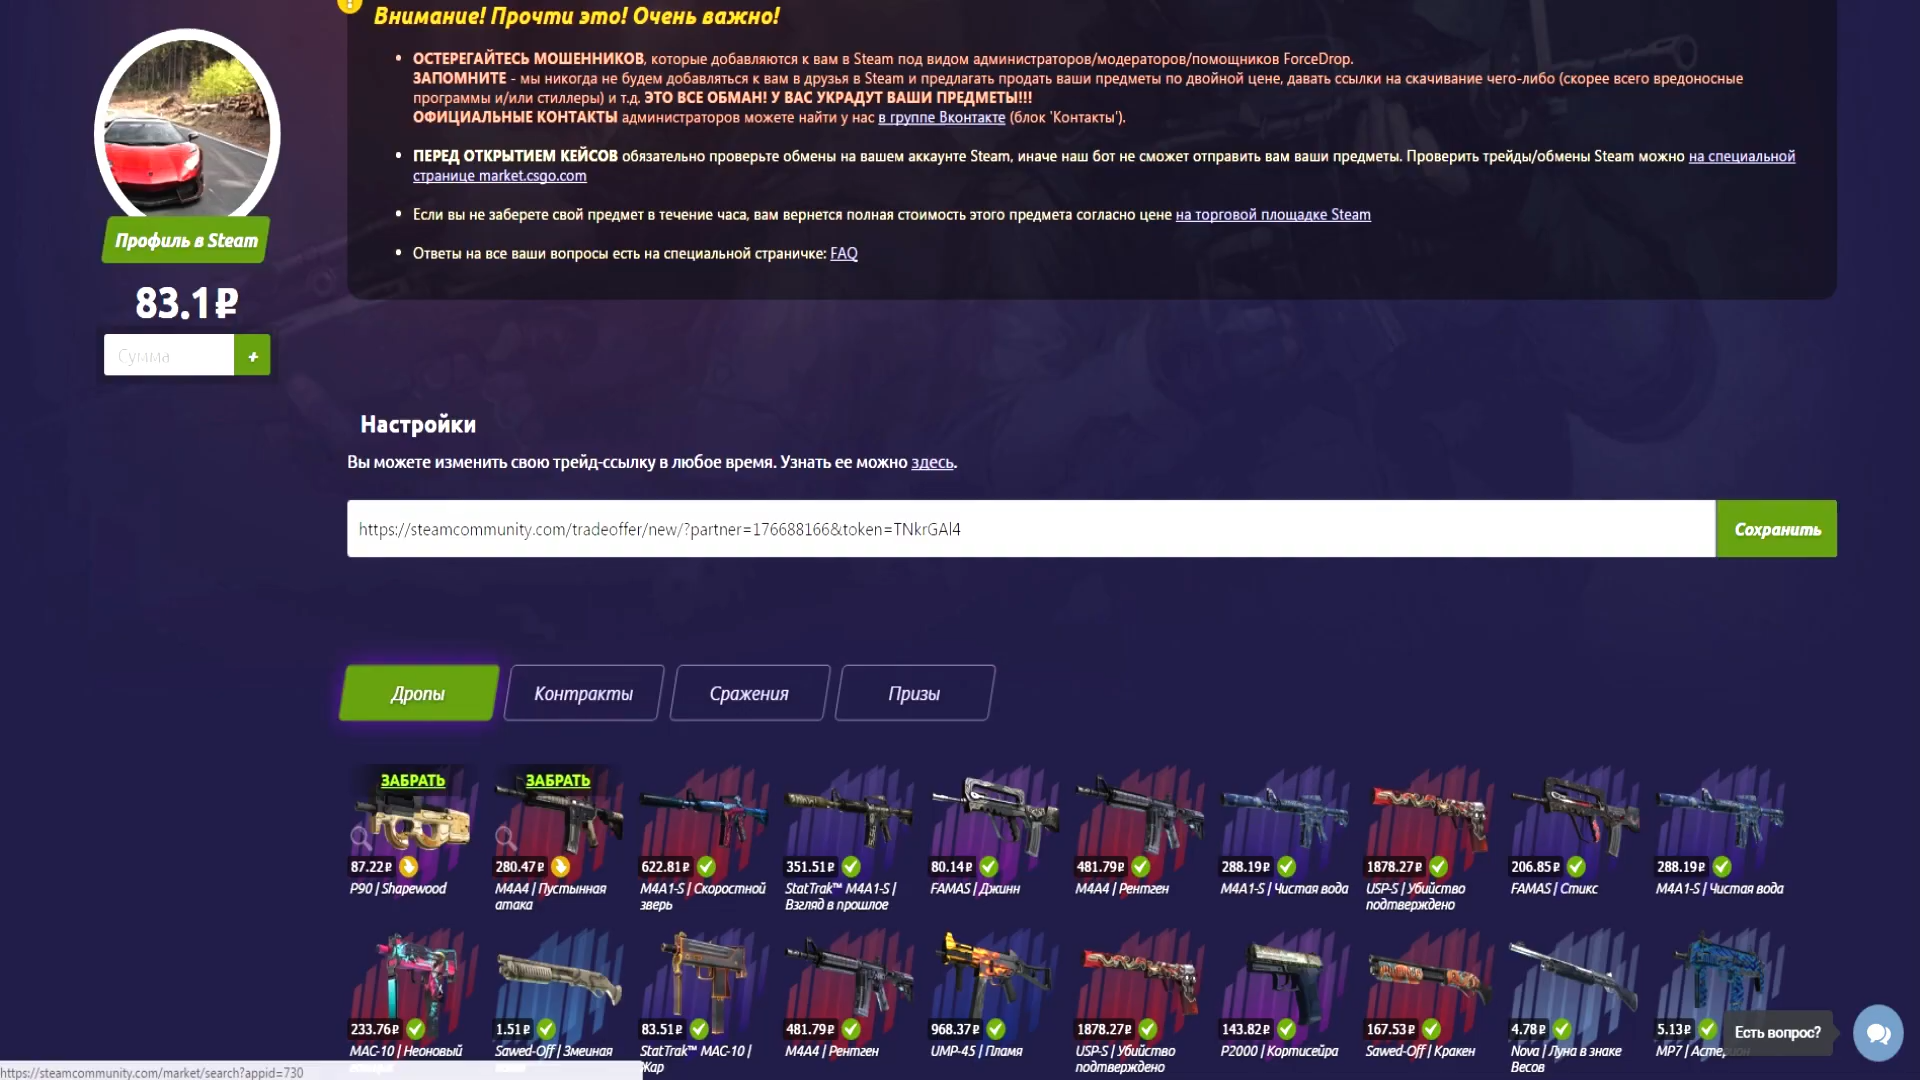 Внимание! Прочти это! Очень важно!
• ОСТЕРЕГАЙТЕСЬ МОШЕННИКОВ, которые добавляются к вам в Steam под видом администраторов/модераторов/помощников ForceDrop.
ЗАПОМНИТЕ - мы никогда не будем добавляться к вам в друзья в Steam и предлагать продать ваши предметы по двойной цене, давать ссылки на скачивание чего-либо (скорее всего вредоносные
программы и/или стиллеры) и т.д. ЭТО ВСЕ ОБМАН! У ВАС УКРАДУТ ВАШИ ПРЕДМЕТЫ!!!
ОФИЦИАЛЬНЫЕ КОНТАКТЫ администраторов можете найти у нас в группе Вконтакте (блок 'Контакты').
• ПЕРЕД ОТКРЫТИЕМ КЕЙСОВ обязательно проверьте обмены на вашем аккаунте Steam, иначе наш бот не сможет отправить вам ваши предметы. Проверить трейды/обмены Steam можно на специальной
странице market.csgo.com
• Если вы не заберете свой предмет в течение часа, вам вернется полная стоимость этого предмета согласно цене на торговой площадке Steam
• Ответы на все ваши вопросы есть на специальной страничке: FAQ
Профиль в Steam
83.1₽
Сумма +
Настройки
Вы можете изменить свою трейд-ссылку в любое время. Узнать ее можно здесь.
https://steamcommunity.com/tradeoffer/new/?partner=176688166&token=TNkrGAl4
Сохранить
Дропы Контракты Сражения Призы
ЗАБРАТЬ ЗАБРАТЬ
87.22₽ 280.47₽ 622.81₽ 351.51₽ 80.14₽ 481.79₽ 288.19₽ 1878.27₽ 206.85₽ 288.19₽
P90 | Shapewood M4A4 | Пустынная M4A1-S | Скоростной StatTrak™ M4A1-S | FAMAS | Джинн M4A4 | Рентген M4A1-S | Чистая вода USP-S | Убийство FAMAS | Стикс M4A1-S | Чистая вода
атака зверь Взгляд в прошлое подтверждено
233.76₽ 1.51₽ 83.51₽ 481.79₽ 968.37₽ 1878.27₽ 143.82₽ 167.53₽ 4.78₽ 5.13₽
Есть вопрос?
MAC-10 | Неоновый Sawed-Off | Змеиная StatTrak™ MAC-10 | M4A4 | Рентген UMP-45 | Пламя USP-S | Убийство P2000 | Кортисейра Sawed-Off | Кракен Nova | Луна в знаке MP7 |
Жар подтверждено Весов
https://steamcommunity.com/market/search?appid=730